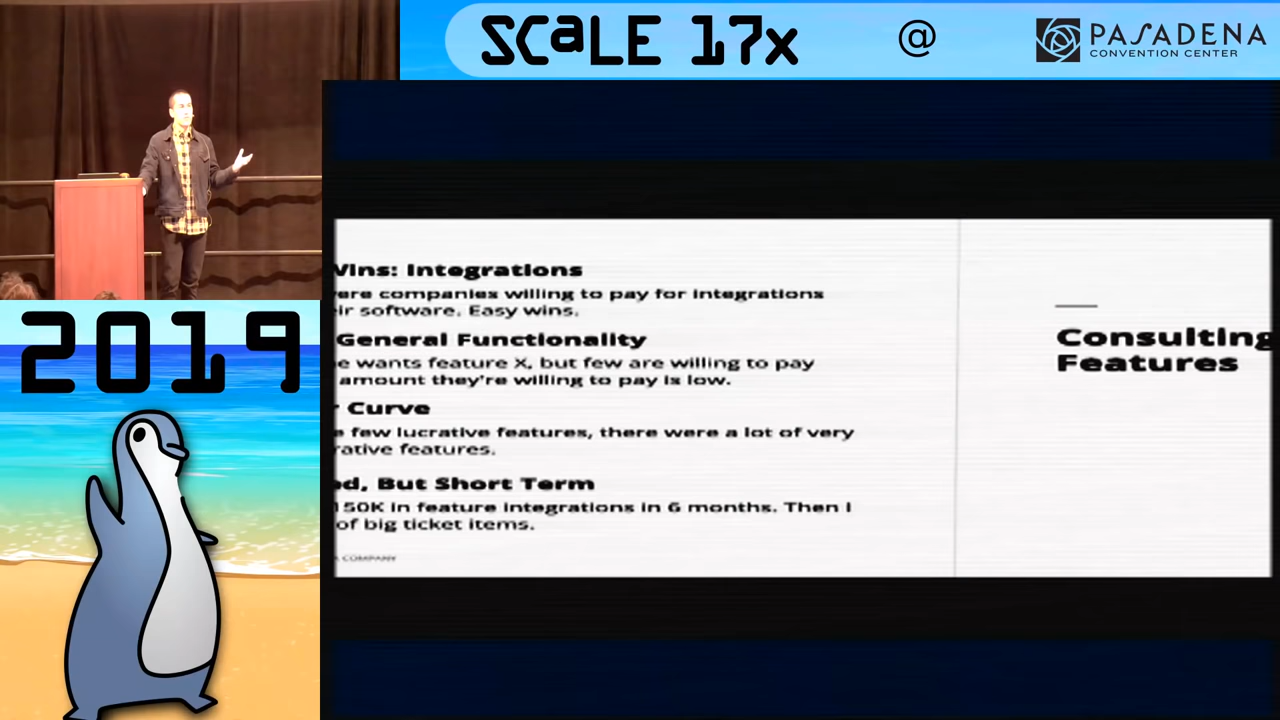 SCALE 17x
@
PASADENA
CONVENTION CENTER
2019
Wins: Integrations
ere companies willing to pay for integrations
ir software. Easy wins.
General Functionality
e wants feature X, but few are willing to pay
amount they're willing to pay is low.
r Curve
e few lucrative features, there were a lot of very
rative features.
ed, But Short Term
150K in feature integrations in 6 months. Then I
of big ticket items.
COMPANY
Consulting
Features